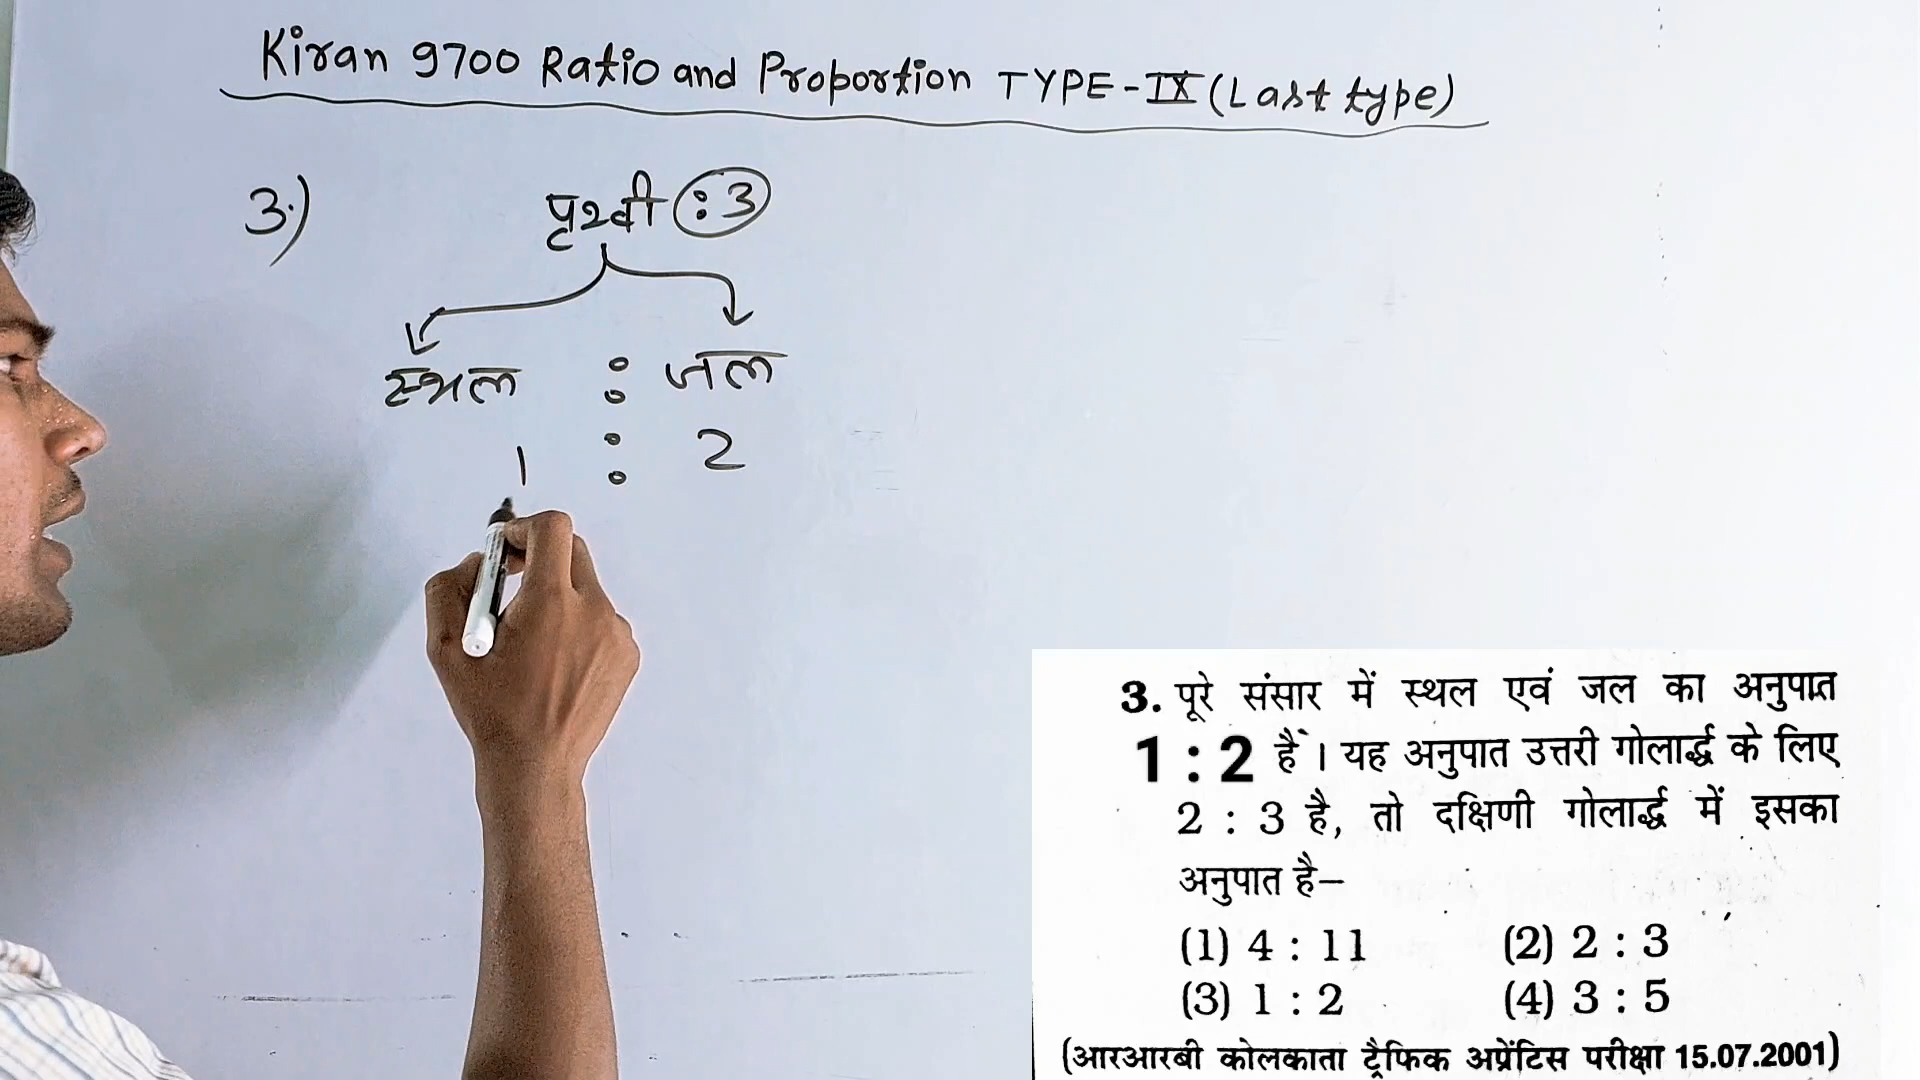 Kiran 9700 Ratio and Proportion TYPE-IX (Last type)
3.) पृथ्वी : 3
स्थल : जल
1 : 2
3. पूरे संसार में स्थल एवं जल का अनुपात
1 : 2 हैं । यह अनुपात उत्तरी गोलार्द्ध के लिए
2 : 3 है, तो दक्षिणी गोलार्द्ध में इसका
अनुपात है–
(1) 4 : 11 (2) 2 : 3
(3) 1 : 2 (4) 3 : 5
(आरआरबी कोलकाता ट्रैफिक अप्रेंटिस परीक्षा 15.07.2001)